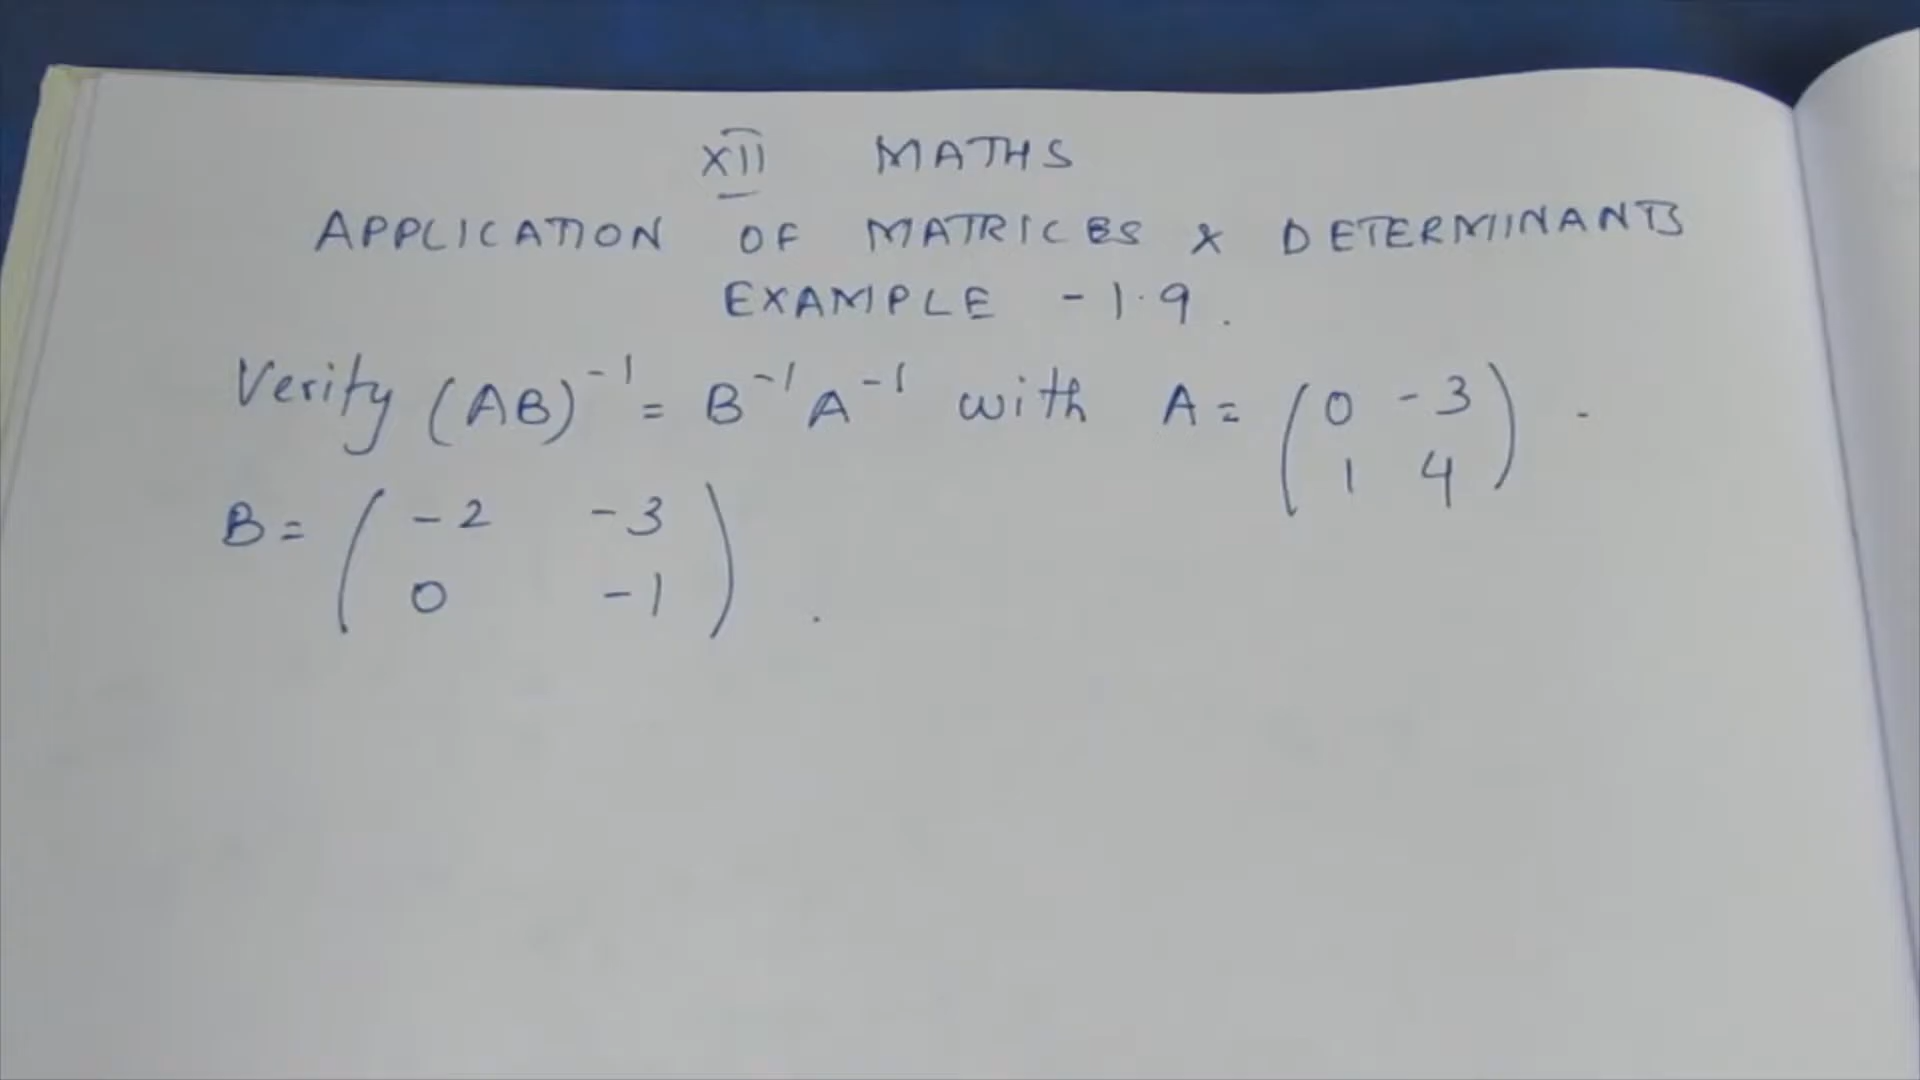 XII MATHS
APPLICATION OF MATRICES & DETERMINANTS
EXAMPLE - 1.9.
Verify (AB)⁻¹ = B⁻¹A⁻¹ with A = (0 -3
1 4)
B = (-2 -3
0 -1).